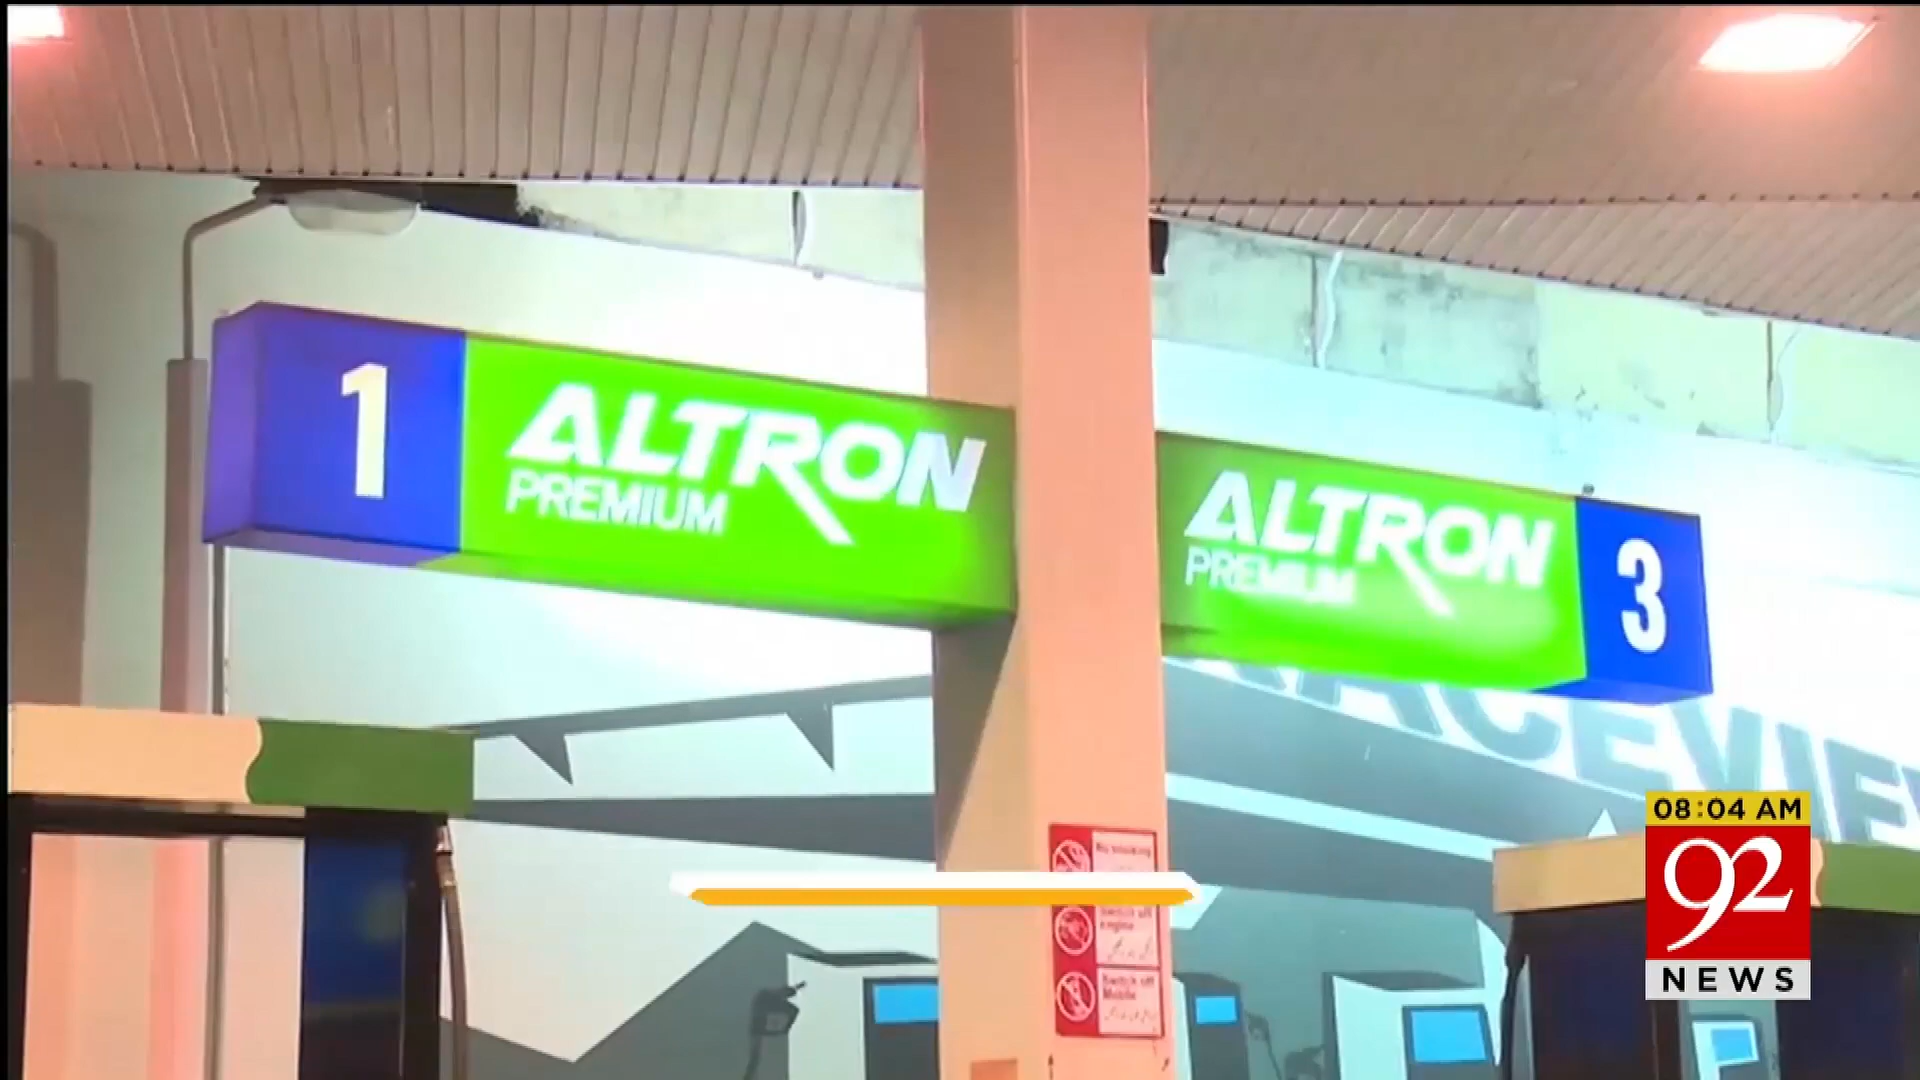 1
ALTRON
PREMIUM
ALTRON
PREMIUM
3
No smoking
Switch off
engine
Switch off
Mobile
08:04 AM
92
NEWS